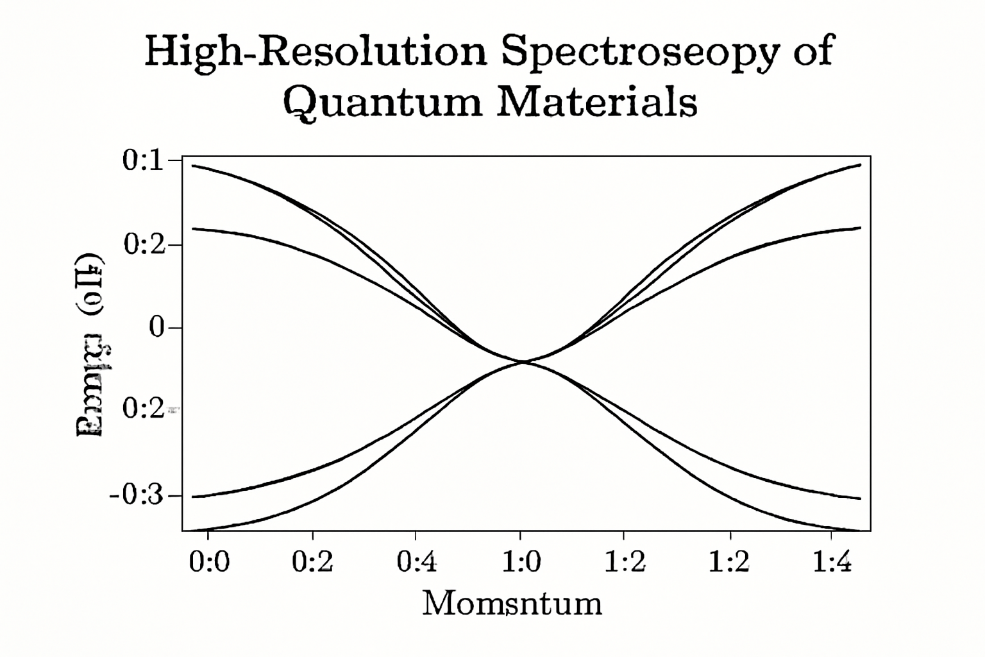 High-Resolution Spectroseopy of
Quantum Materials
0:1
0:2
0
0:2
-0:3
0:0 0:2 0:4 1:0 1:2 1:2 1:4
Momsntum